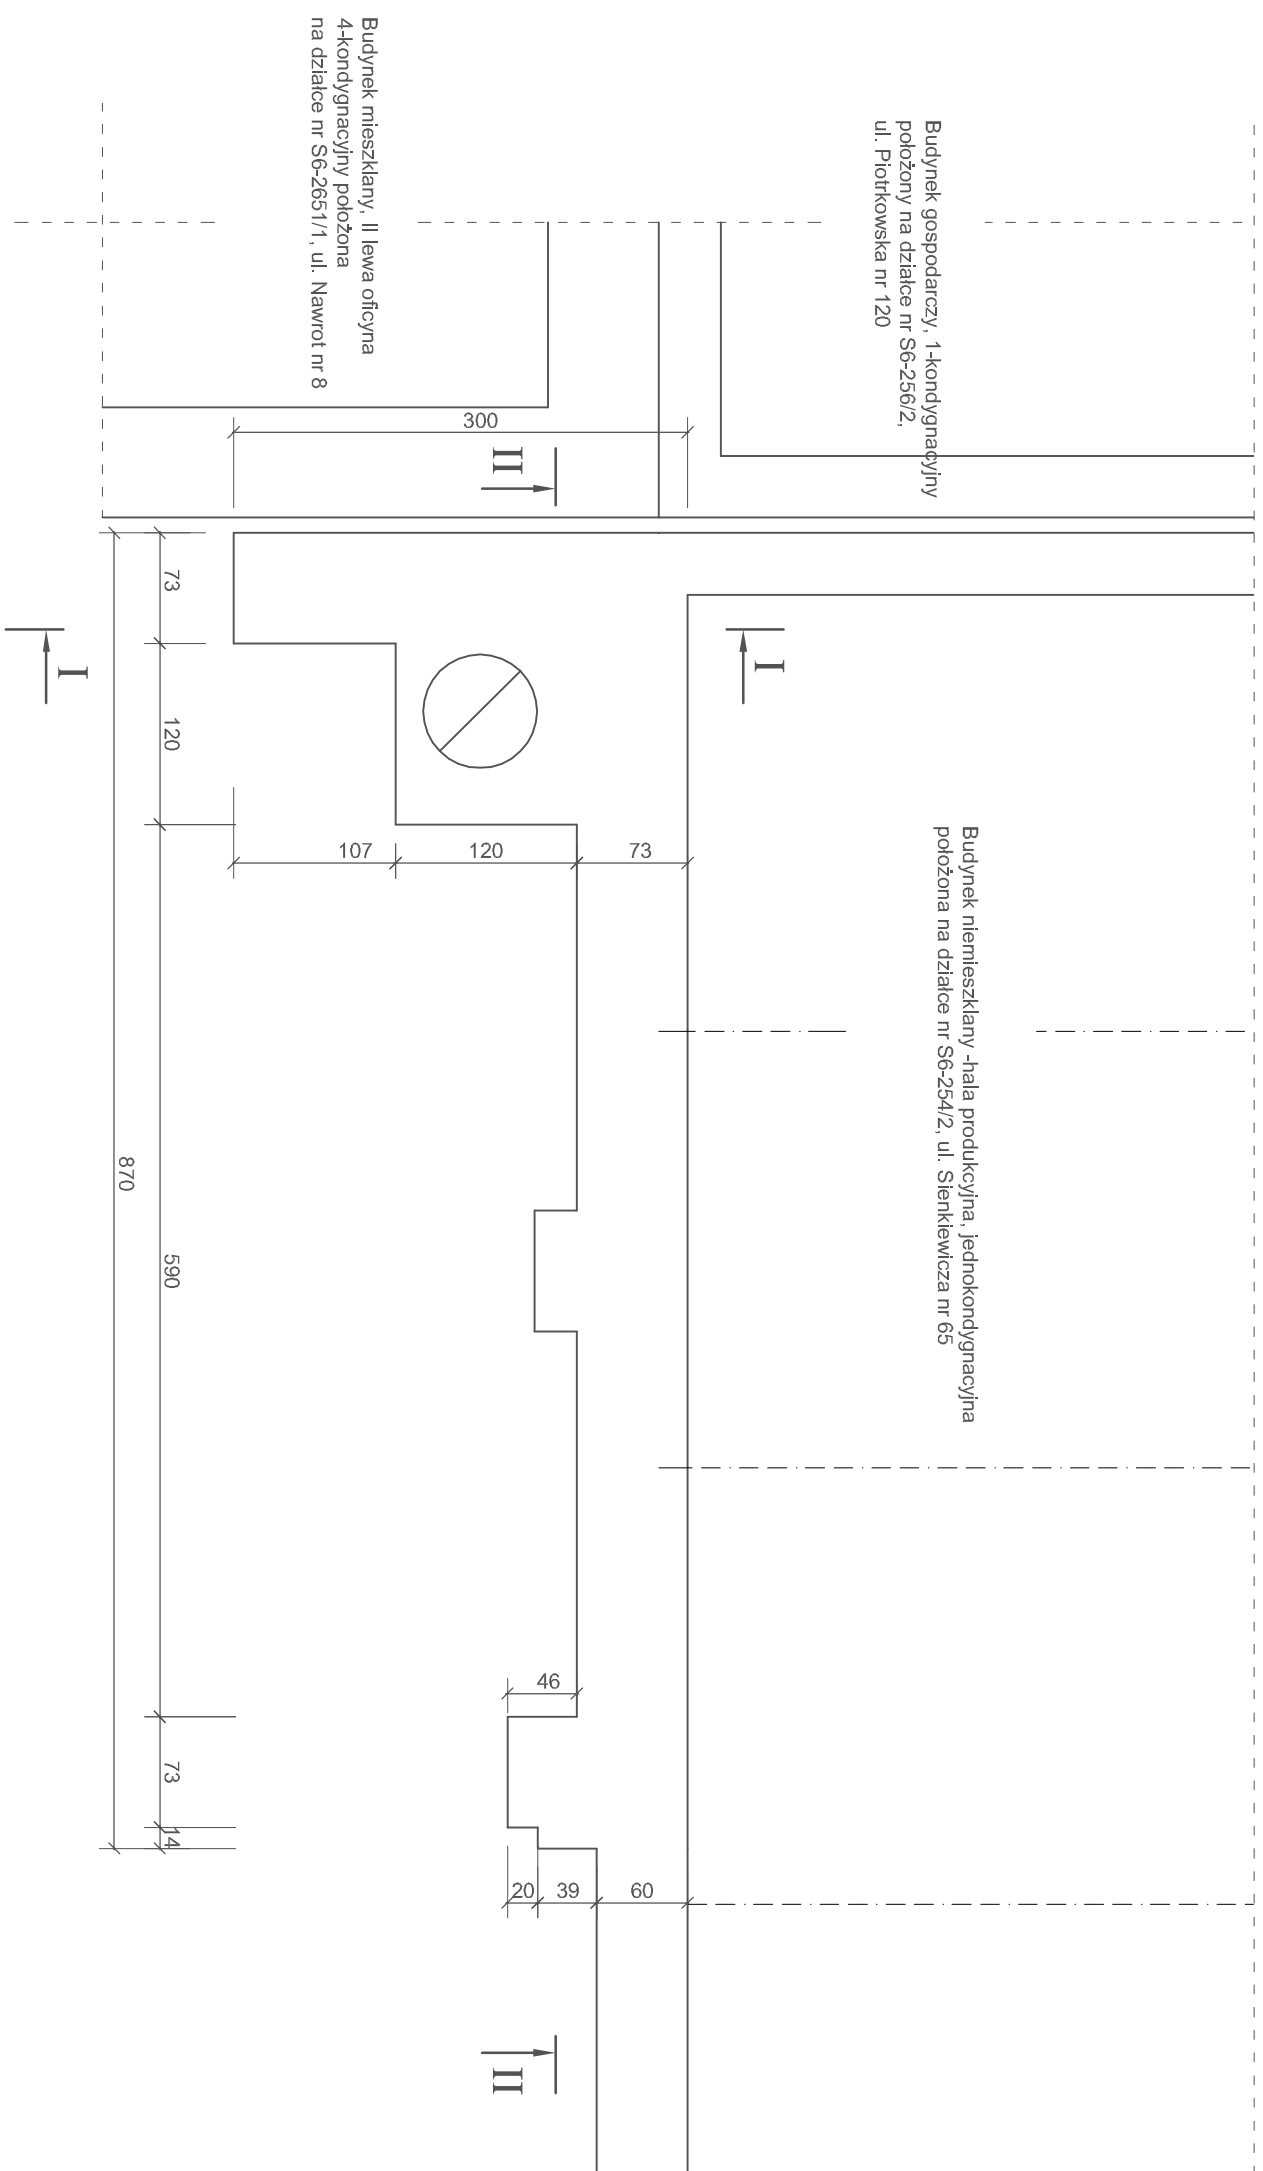 Budynek gospodarczy, 1-kondygnacyjny
położony na działce nr S6-256/2,
ul. Piotrkowska nr 120
Budynek mieszklany, II lewa oficyna
4-kondygnacyjny położona
na działce nr S6-2651/1, ul. Nawrot nr 8
300
II
I
I
73
120
107
120
73
Budynek niemieszklany -hala produkcyjna, jednokondygnacyjna
położona na działce nr S6-254/2, ul. Sienkiewicza nr 65
870
590
46
73
14
20
39
60
II